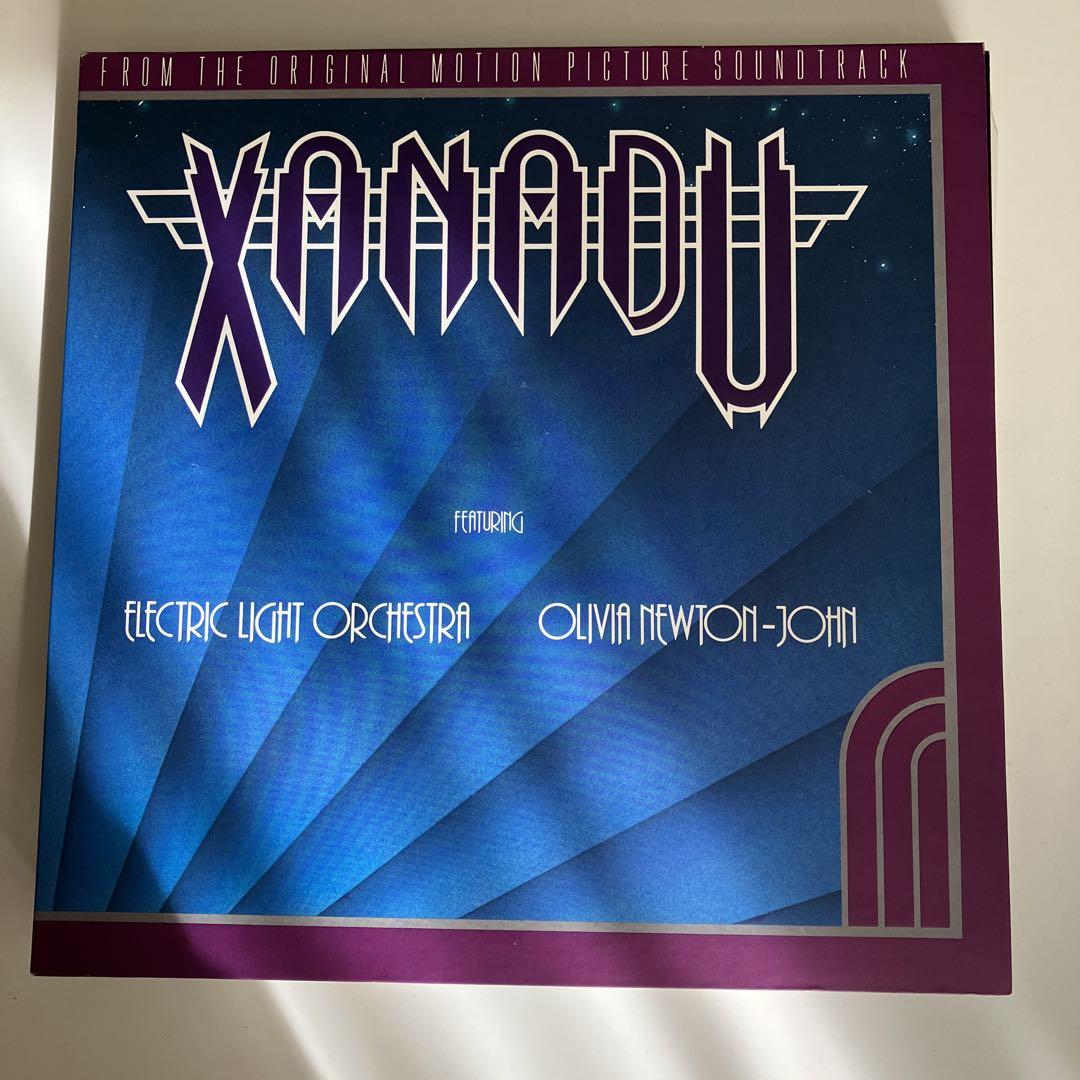 FROM THE ORIGINAL MOTION PICTURE SOUNDTRACK
XANADU
FEATURING
ELECTRIC LIGHT ORCHESTRA OLIVIA NEWTON-JOHN